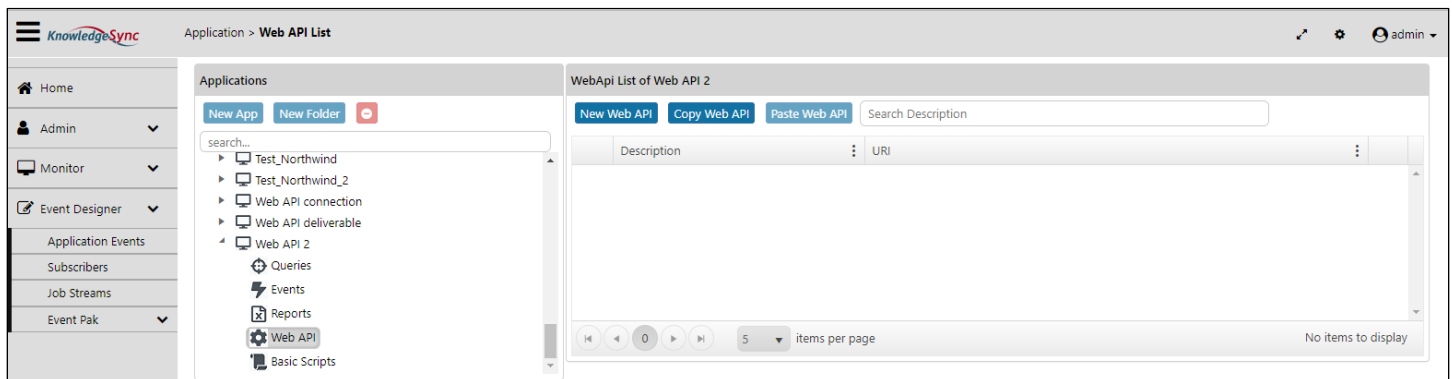 KnowledgeSync
Application > Web API List
admin
Home
Admin
Monitor
Event Designer
Application Events
Subscribers
Job Streams
Event Pak
Applications
New App New Folder
search...
Test_Northwind
Test_Northwind_2
Web API connection
Web API deliverable
Web API 2
Queries
Events
Reports
Web API
Basic Scripts
WebApi List of Web API 2
New Web API Copy Web API Paste Web API Search Description
Description URI
0 5 items per page No items to display